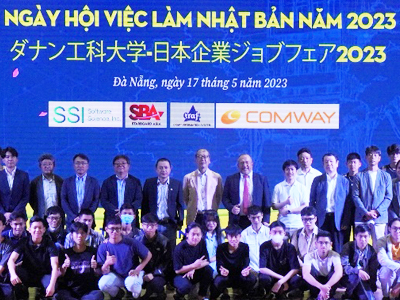 NGÀY HỘI VIỆC LÀM NHẬT BẢN NĂM 2023
ダナン工科大学-日本企業ジョブフェア2023
Đà Nẵng, ngày 17 tháng 5 năm 2023
SSI Software Sciences, Inc. SBA COMWAY